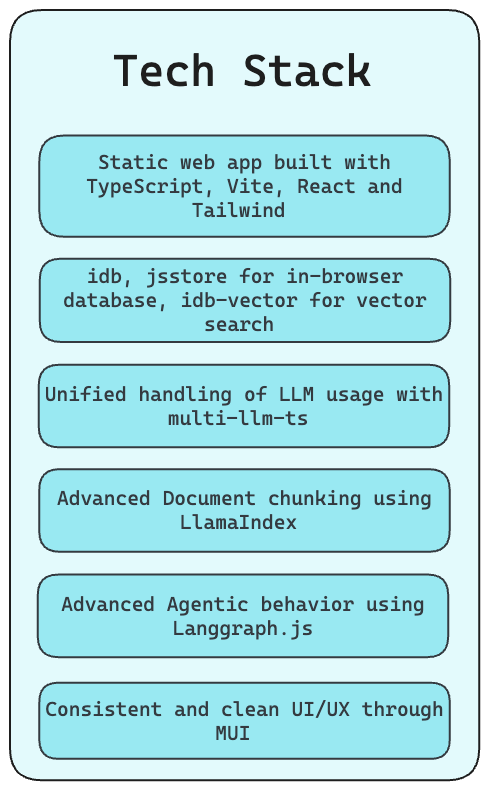 Tech Stack
Static web app built with
TypeScript, Vite, React and
Tailwind
idb, jsstore for in-browser
database, idb-vector for vector
search
Unified handling of LLM usage with
multi-llm-ts
Advanced Document chunking using
LlamaIndex
Advanced Agentic behavior using
Langgraph.js
Consistent and clean UI/UX through
MUI